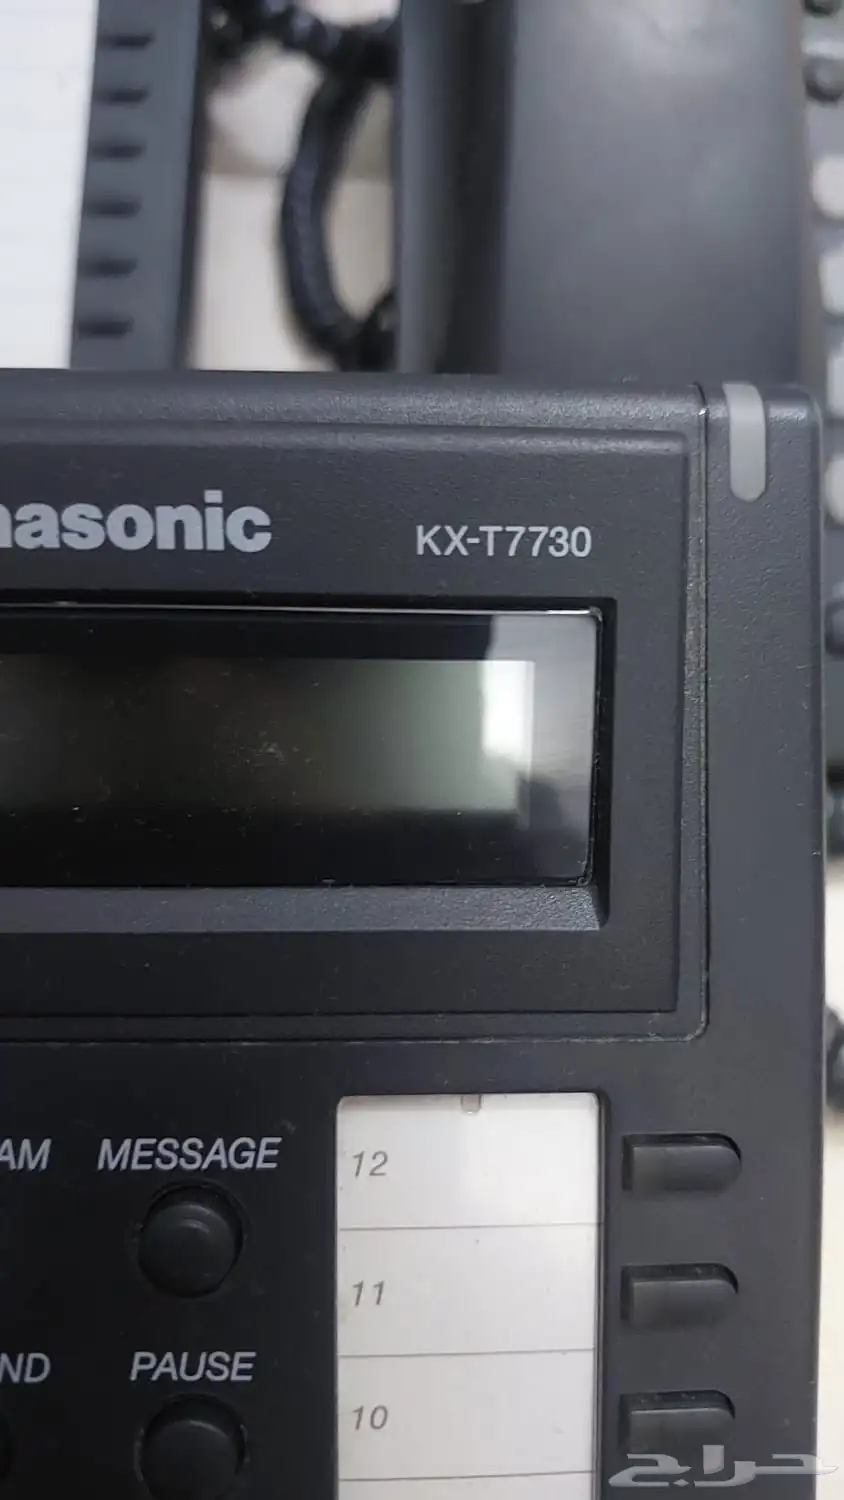 nasonic
KX-T7730
AM
MESSAGE
12
11
ND
PAUSE
10
حراج